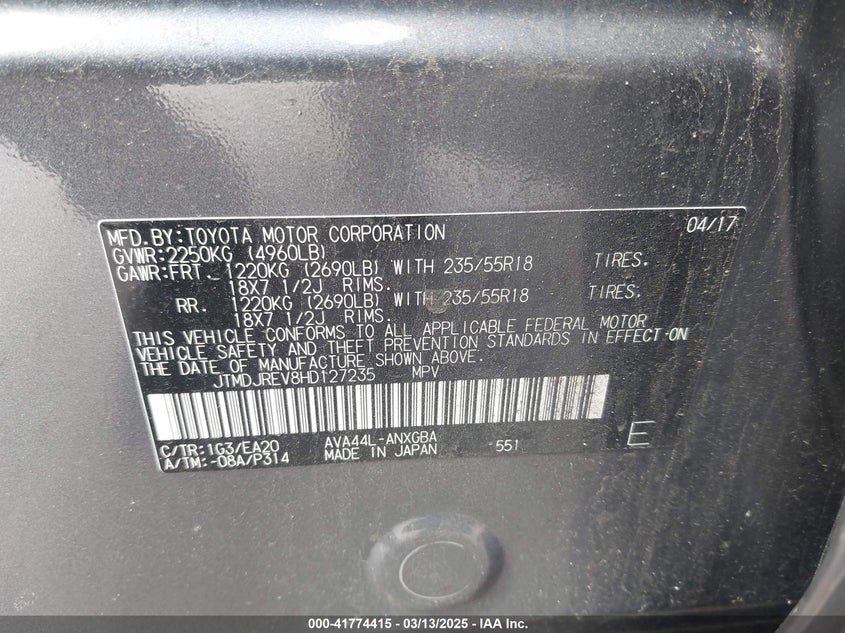 MFD.BY:TOYOTA MOTOR CORPORATION 04/17
GVWR:2250KG (4960LB)
GAWR:FRT. 1220KG (2690LB) WITH 235/55R18 TIRES.
18X7 1/2J RIMS.
RR. 1220KG (2690LB) WITH 235/55R18 TIRES.
18X7 1/2J RIMS.
THIS VEHICLE CONFORMS TO ALL APPLICABLE FEDERAL MOTOR
VEHICLE SAFETY AND THEFT PREVENTION STANDARDS IN EFFECT ON
THE DATE OF MANUFACTURE SHOWN ABOVE.
JTMDJREV8HD127235 MPV
C/TR:1G3/EA20 AVA44L-ANXGBA
A/TM:-08A/P314 MADE IN JAPAN 551 E
000-41774415 - 03/13/2025 - IAA Inc.